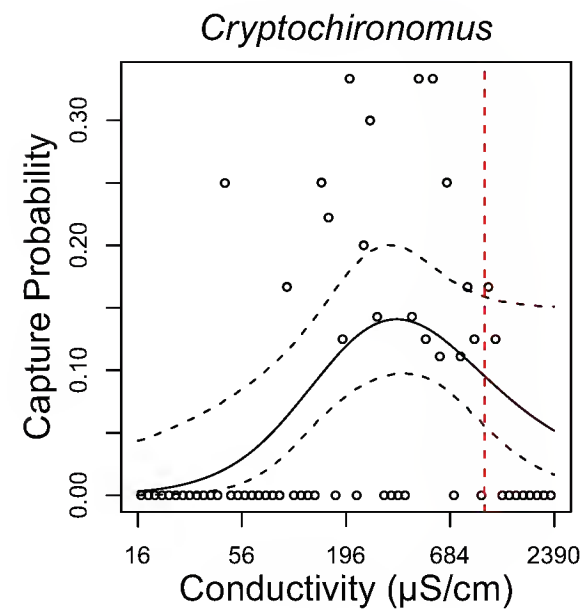 Cryptochironomus
Capture Probability
0.30
0.20
0.10
0.00
16 56 196 684 2390
Conductivity (µS/cm)